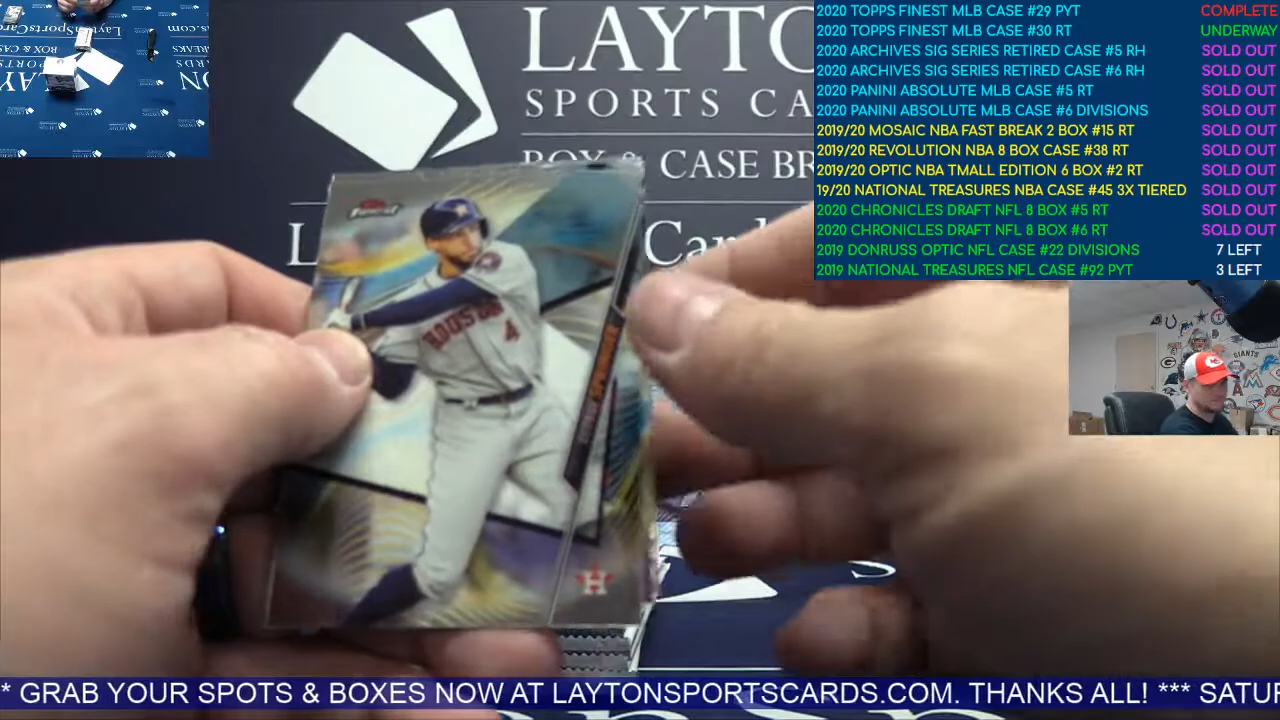 2020 TOPPS FINEST MLB CASE #29 PYT COMPLETE
2020 TOPPS FINEST MLB CASE #30 RT UNDERWAY
2020 ARCHIVES SIG SERIES RETIRED CASE #5 RH SOLD OUT
2020 ARCHIVES SIG SERIES RETIRED CASE #6 RH SOLD OUT
2020 PANINI ABSOLUTE MLB CASE #5 RT SOLD OUT
2020 PANINI ABSOLUTE MLB CASE #6 DIVISIONS SOLD OUT
2019/20 MOSAIC NBA FAST BREAK 2 BOX #15 RT SOLD OUT
2019/20 REVOLUTION NBA 8 BOX CASE #38 RT SOLD OUT
2019/20 OPTIC NBA TMALL EDITION 6 BOX #2 RT SOLD OUT
19/20 NATIONAL TREASURES NBA CASE #45 3X TIERED SOLD OUT
2020 CHRONICLES DRAFT NFL 8 BOX #5 RT SOLD OUT
2020 CHRONICLES DRAFT NFL 8 BOX #6 RT SOLD OUT
2019 DONRUSS OPTIC NFL CASE #22 DIVISIONS 7 LEFT
2019 NATIONAL TREASURES NFL CASE #92 PYT 3 LEFT
LAYTO
SPORTS CA
BOX & CASE BR
L Card
Finest
HOUSTON
4
SPRINGER
H
GIANTS
* GRAB YOUR SPOTS & BOXES NOW AT LAYTONSPORTSCARDS.COM. THANKS ALL! *** SATU